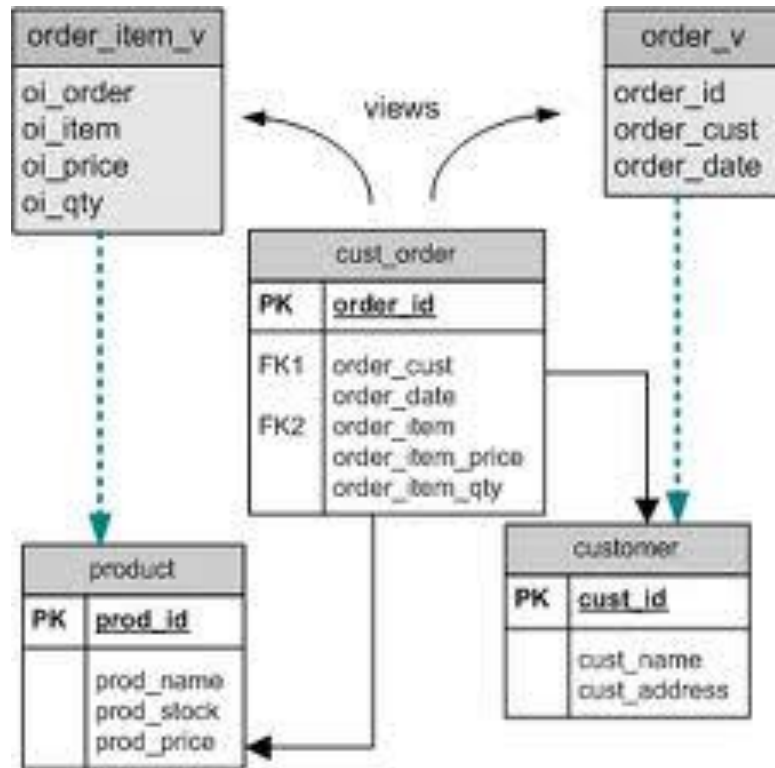 order_item_v
oi_order
oi_item
oi_price
oi_qty
views
order_v
order_id
order_cust
order_date
cust_order
PK order_id
FK1 order_cust
order_date
FK2 order_item
order_item_price
order_item_qty
product
PK prod_id
prod_name
prod_stock
prod_price
customer
PK cust_id
cust_name
cust_address